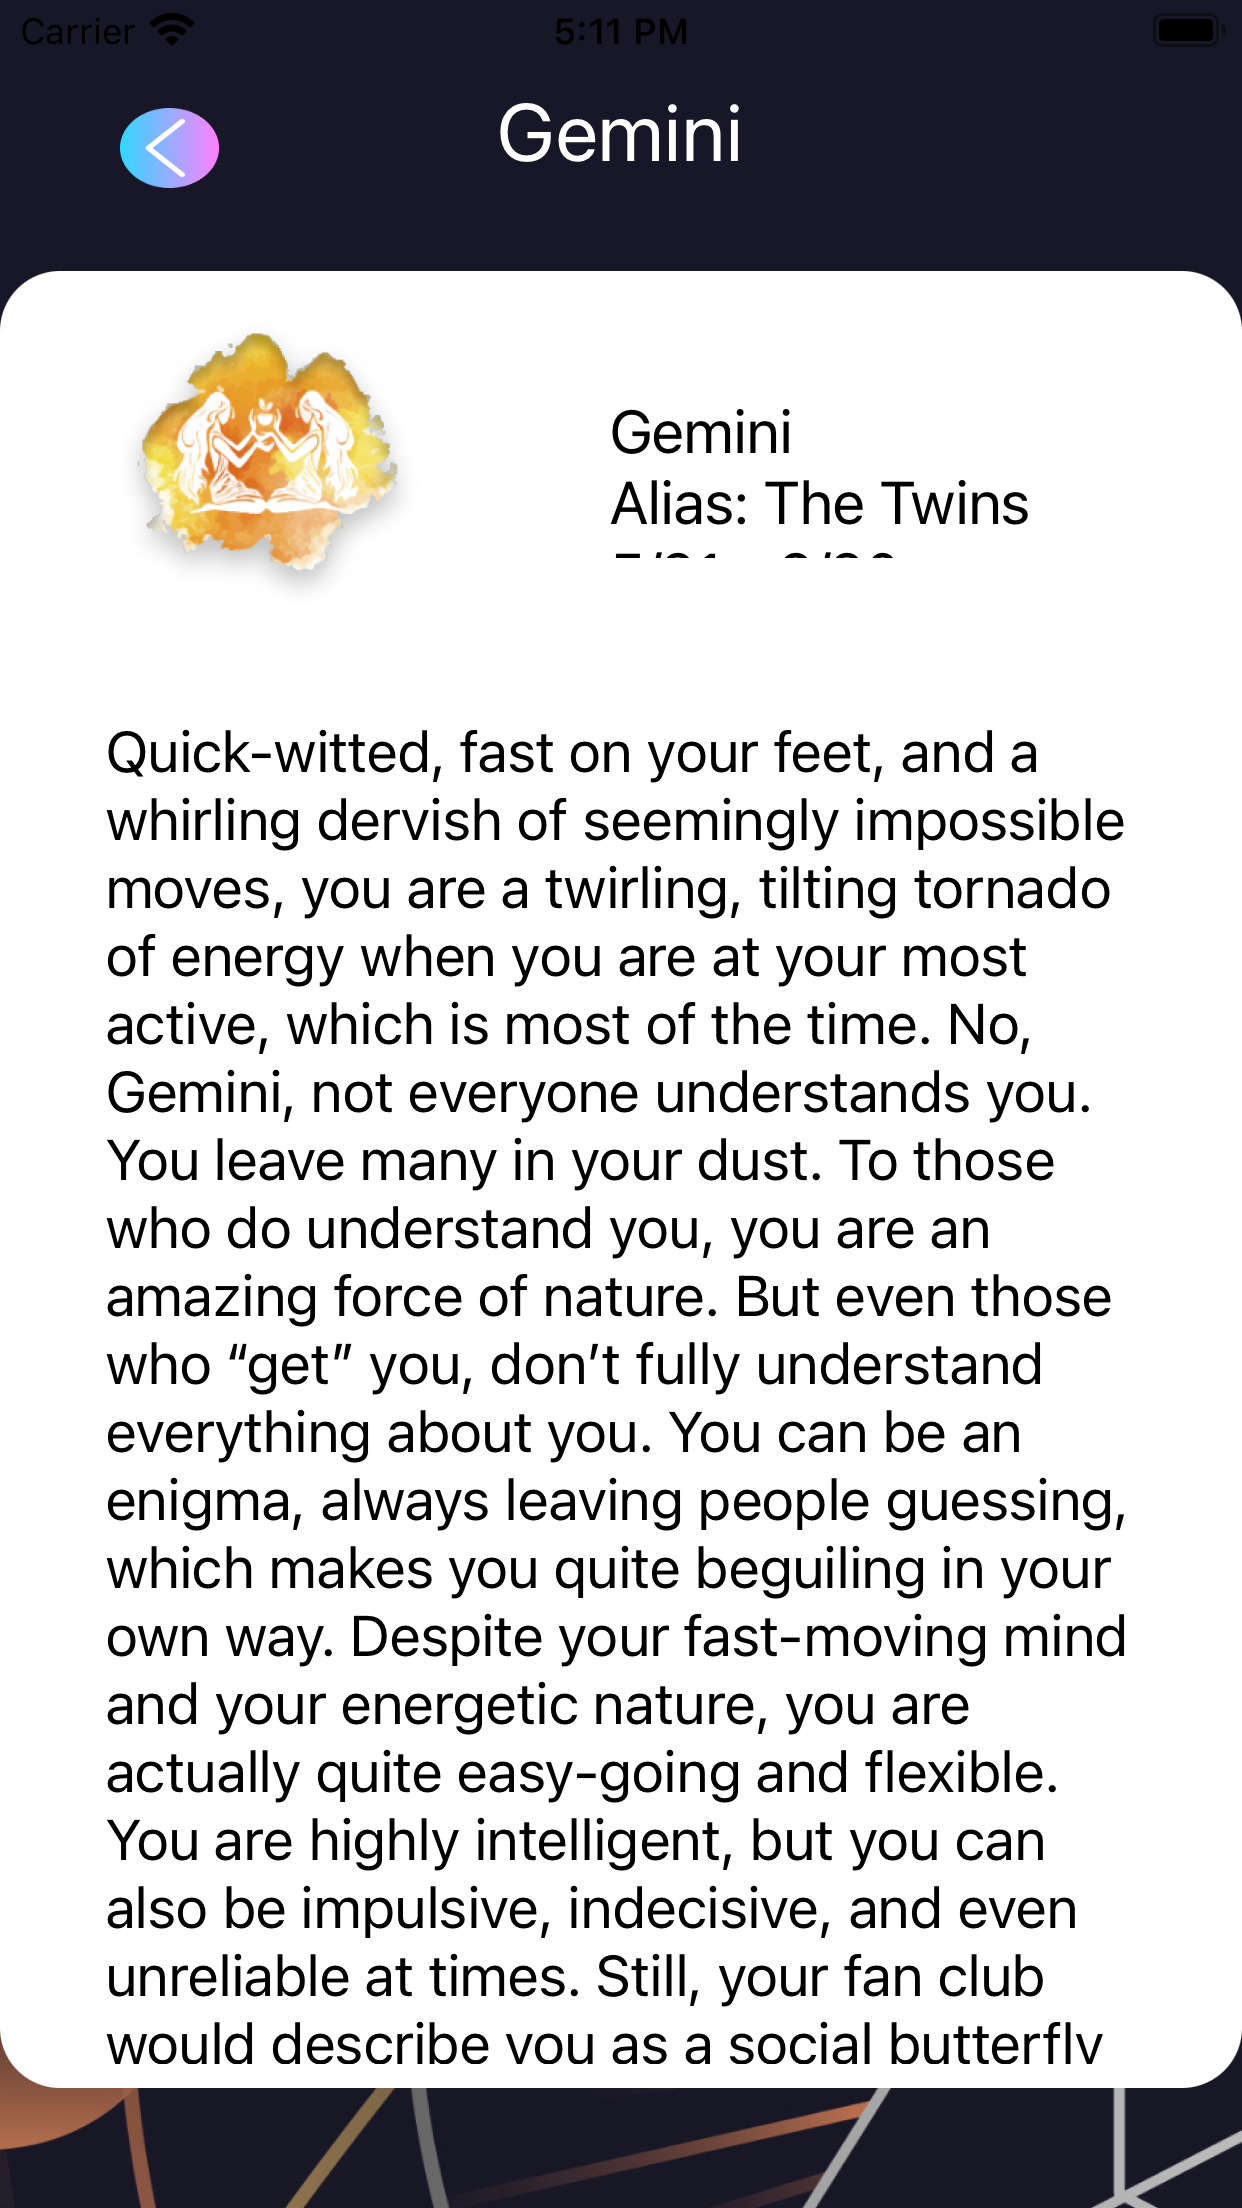 Carrier
5:11 PM
Gemini
Gemini
Alias: The Twins
Quick-witted, fast on your feet, and a
whirling dervish of seemingly impossible
moves, you are a twirling, tilting tornado
of energy when you are at your most
active, which is most of the time. No,
Gemini, not everyone understands you.
You leave many in your dust. To those
who do understand you, you are an
amazing force of nature. But even those
who “get” you, don’t fully understand
everything about you. You can be an
enigma, always leaving people guessing,
which makes you quite beguiling in your
own way. Despite your fast-moving mind
and your energetic nature, you are
actually quite easy-going and flexible.
You are highly intelligent, but you can
also be impulsive, indecisive, and even
unreliable at times. Still, your fan club
would describe you as a social butterfly